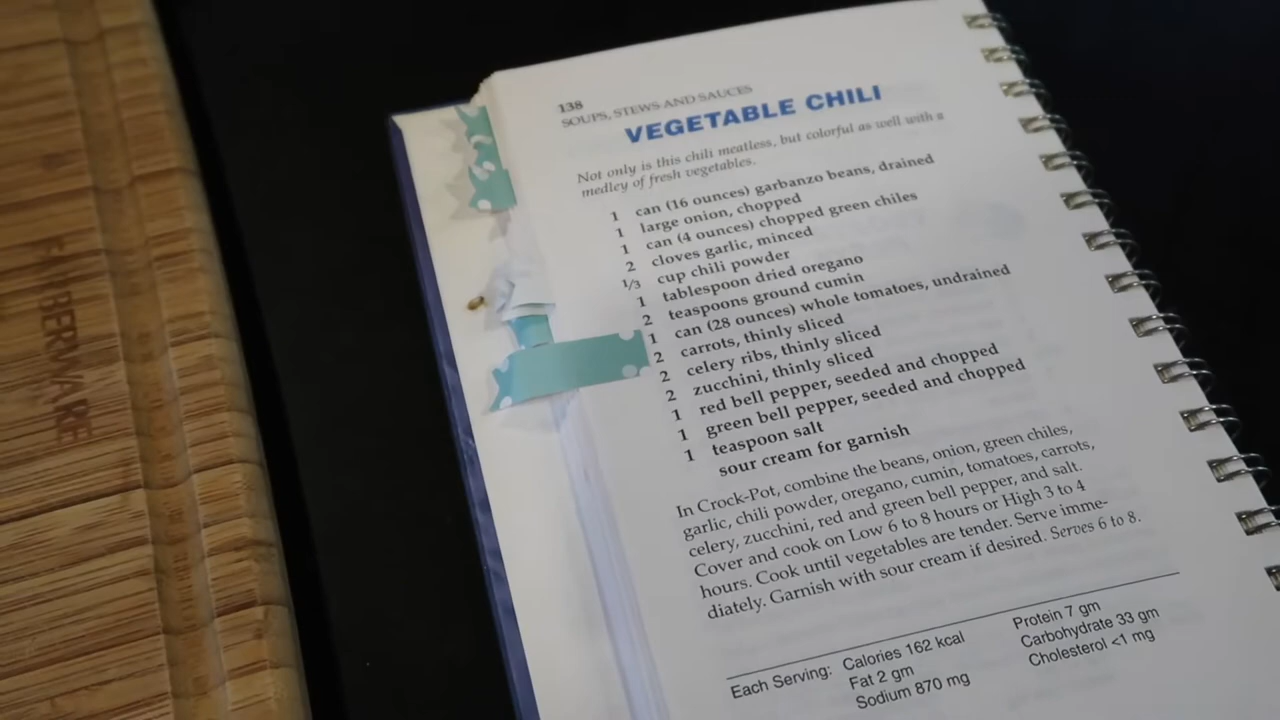 138
SOUPS, STEWS AND SAUCES
VEGETABLE CHILI
Not only is this chili meatless, but colorful as well with a
medley of fresh vegetables.
1 can (16 ounces) garbanzo beans, drained
1 large onion, chopped
1 can (4 ounces) chopped green chiles
2 cloves garlic, minced
1/3 cup chili powder
1 tablespoon dried oregano
2 teaspoons ground cumin
1 can (28 ounces) whole tomatoes, undrained
2 carrots, thinly sliced
2 celery ribs, thinly sliced
2 zucchini, thinly sliced
1 red bell pepper, seeded and chopped
1 green bell pepper, seeded and chopped
1 teaspoon salt
sour cream for garnish
In Crock-Pot, combine the beans, onion, green chiles,
garlic, chili powder, oregano, cumin, tomatoes, carrots,
celery, zucchini, red and green bell pepper, and salt.
Cover and cook on Low 6 to 8 hours or High 3 to 4
hours. Cook until vegetables are tender. Serve imme-
diately. Garnish with sour cream if desired. Serves 6 to 8.
Each Serving: Calories 162 kcal Protein 7 gm
Fat 2 gm Carbohydrate 33 gm
Sodium 870 mg Cholesterol <1 mg